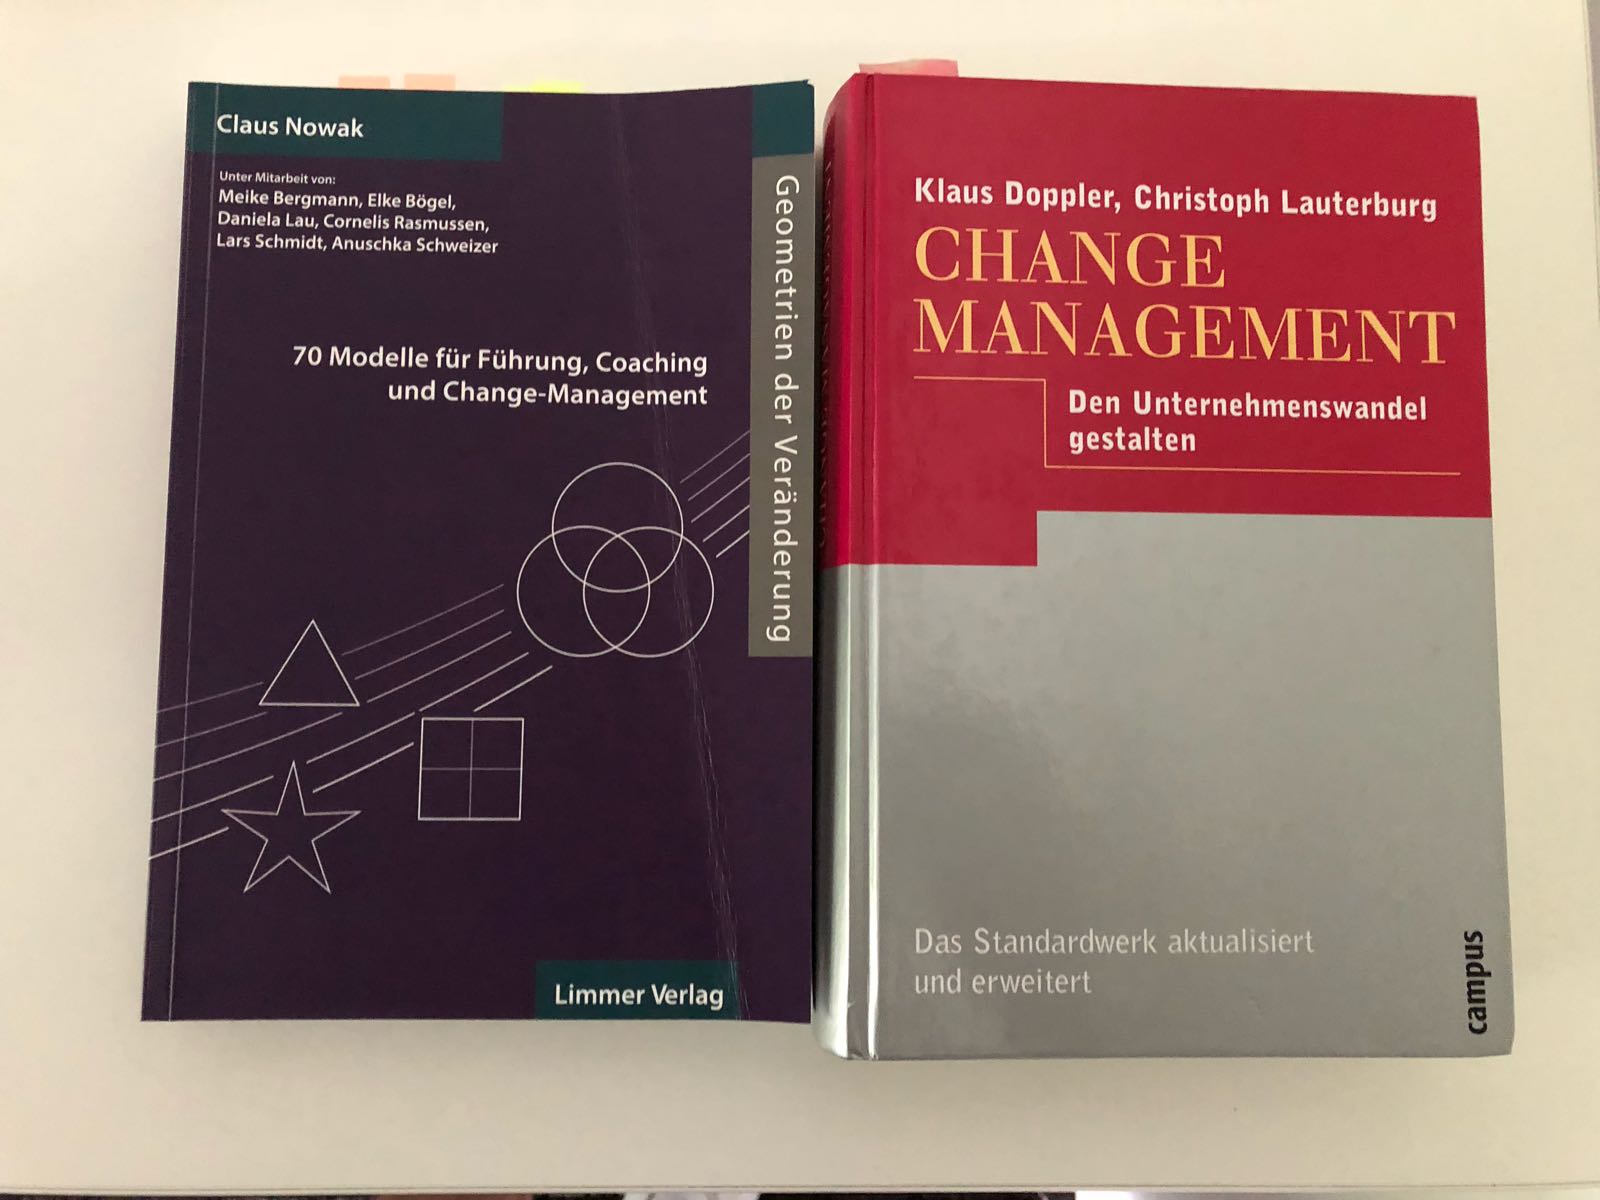 Claus Nowak
Unter Mitarbeit von:
Meike Bergmann, Elke Bögel,
Daniela Lau, Cornelis Rasmussen,
Lars Schmidt, Anuschka Schweizer
70 Modelle für Führung, Coaching
und Change-Management
Geometrien der Veränderung
Limmer Verlag
Klaus Doppler, Christoph Lauterburg
CHANGE
MANAGEMENT
Den Unternehmenswandel
gestalten
Das Standardwerk aktualisiert
und erweitert
campus